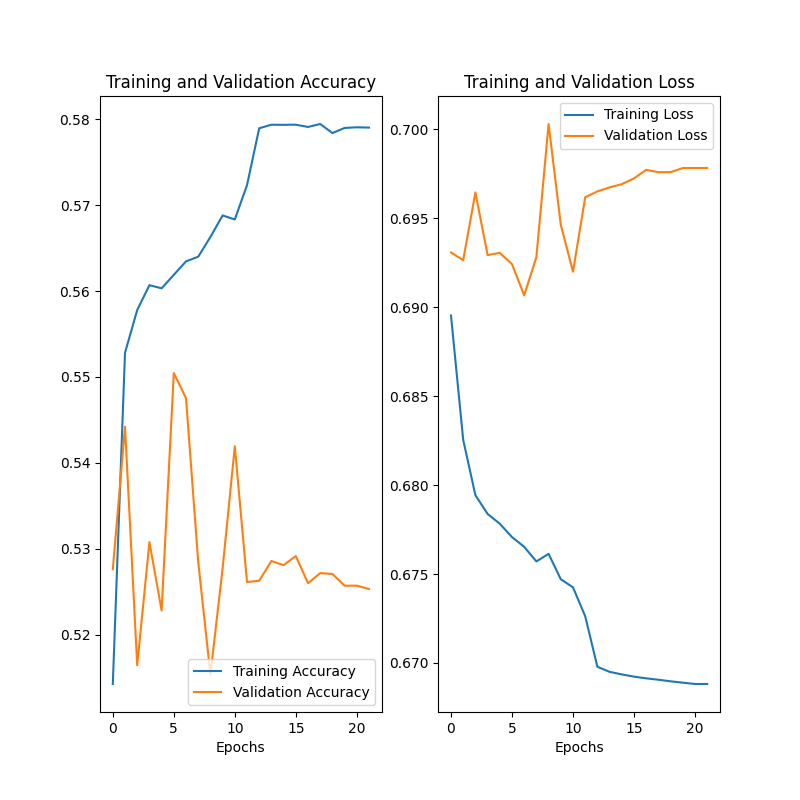 Training and Validation Accuracy
0.58
0.57
0.56
0.55
0.54
0.53
0.52
Training Accuracy
Validation Accuracy
0 5 10 15 20
Epochs
Training and Validation Loss
Training Loss
Validation Loss
0.700
0.695
0.690
0.685
0.680
0.675
0.670
0 5 10 15 20
Epochs